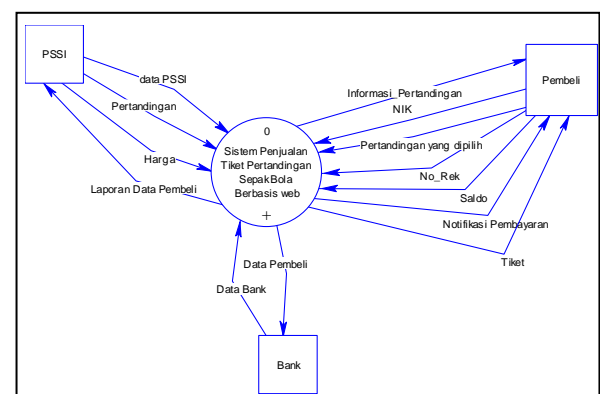 PSSI
data PSSI
Pertandingan
Harga
Laporan Data Pembeli
0
Sistem Penjualan
Tiket Pertandingan
SepakBola
Berbasis web
+
Informasi_Pertandingan
NIK
Pembeli
Pertandingan yang dipilih
No_Rek
Saldo
Notifikasi Pembayaran
Tiket
Data Pembeli
Data Bank
Bank